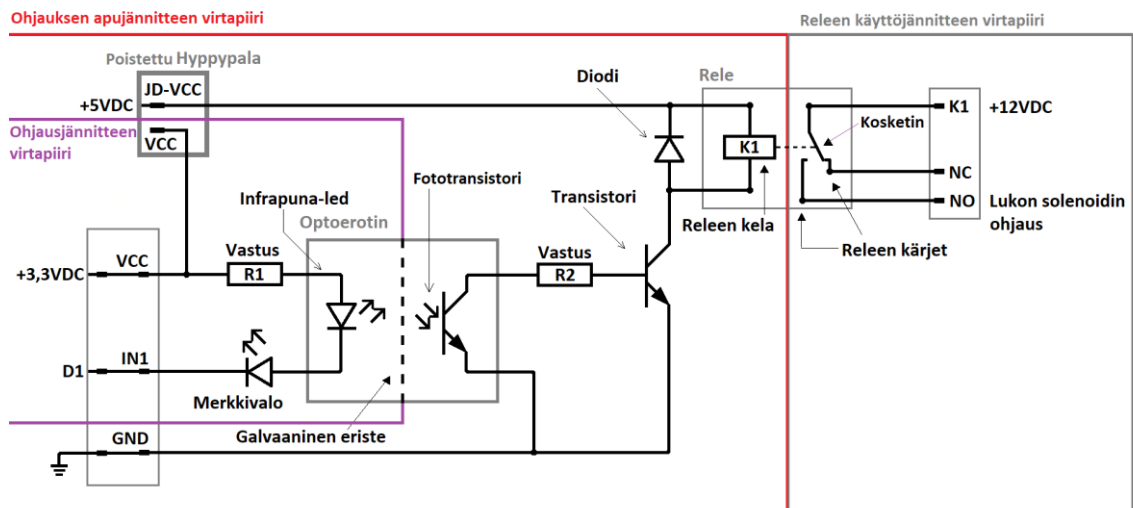 Ohjauksen apujännitteen virtapiiri
Releen käyttöjännitteen virtapiiri
Poistettu Hyppypala
JD-VCC
+5VDC
VCC
Ohjausjännitteen
virtapiiri
Diodi
Rele
K1
K1
+12VDC
Kosketin
NC
NO
Lukon solenoidin
ohjaus
Releen kela
Releen kärjet
Infrapuna-led
Fototransistori
Transistori
Optoerotin
+3,3VDC
VCC
Vastus
R1
Vastus
R2
D1
IN1
Merkkivalo
Galvaaninen eriste
GND